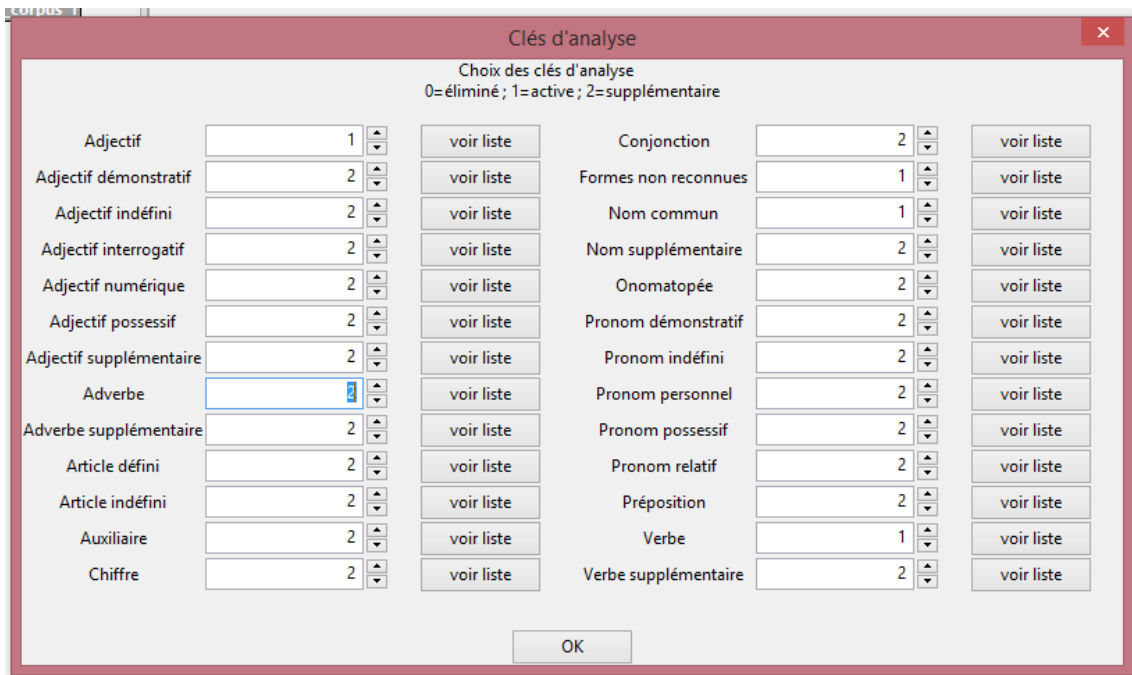 corpus
Clés d'analyse
Choix des clés d'analyse
0=éliminé ; 1=active ; 2=supplémentaire
Adjectif 1 voir liste Conjonction 2 voir liste
Adjectif démonstratif 2 voir liste Formes non reconnues 1 voir liste
Adjectif indéfini 2 voir liste Nom commun 1 voir liste
Adjectif interrogatif 2 voir liste Nom supplémentaire 2 voir liste
Adjectif numérique 2 voir liste Onomatopée 2 voir liste
Adjectif possessif 2 voir liste Pronom démonstratif 2 voir liste
Adjectif supplémentaire 2 voir liste Pronom indéfini 2 voir liste
Adverbe 2 voir liste Pronom personnel 2 voir liste
Adverbe supplémentaire 2 voir liste Pronom possessif 2 voir liste
Article défini 2 voir liste Pronom relatif 2 voir liste
Article indéfini 2 voir liste Préposition 2 voir liste
Auxiliaire 2 voir liste Verbe 1 voir liste
Chiffre 2 voir liste Verbe supplémentaire 2 voir liste
OK